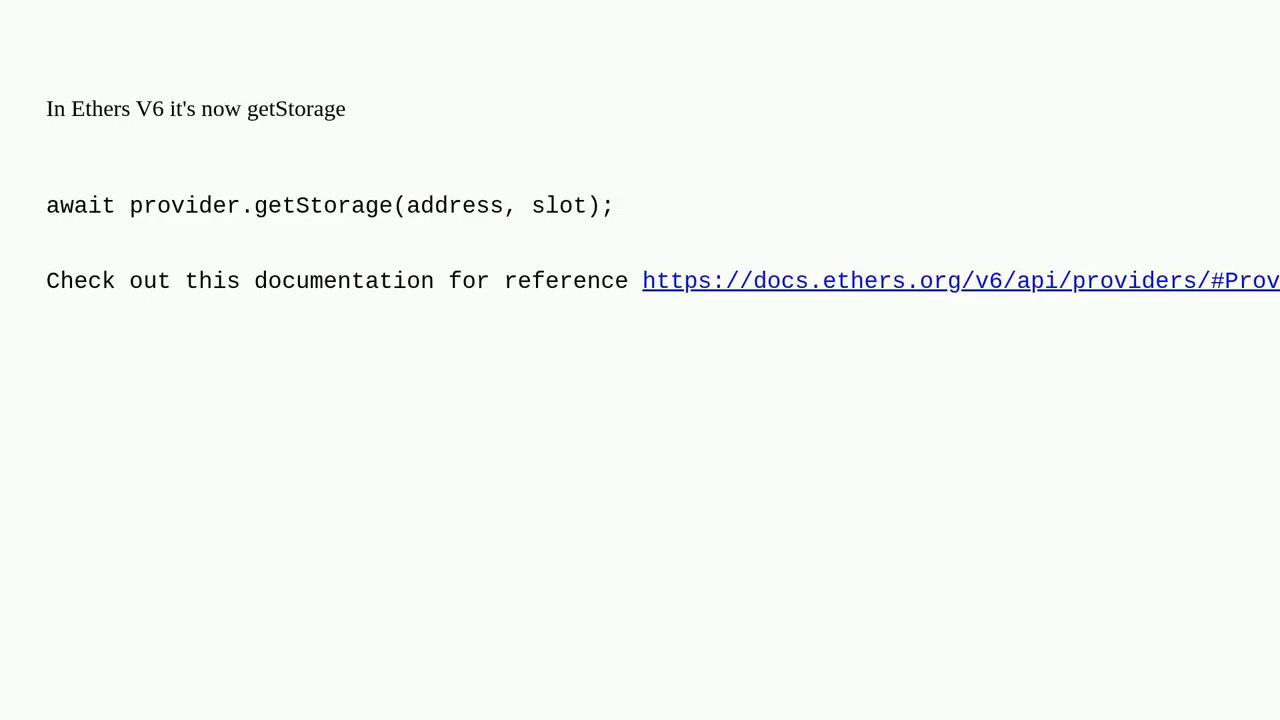 In Ethers V6 it's now getStorage
await provider.getStorage(address, slot);
Check out this documentation for reference https://docs.ethers.org/v6/api/providers/#Prov